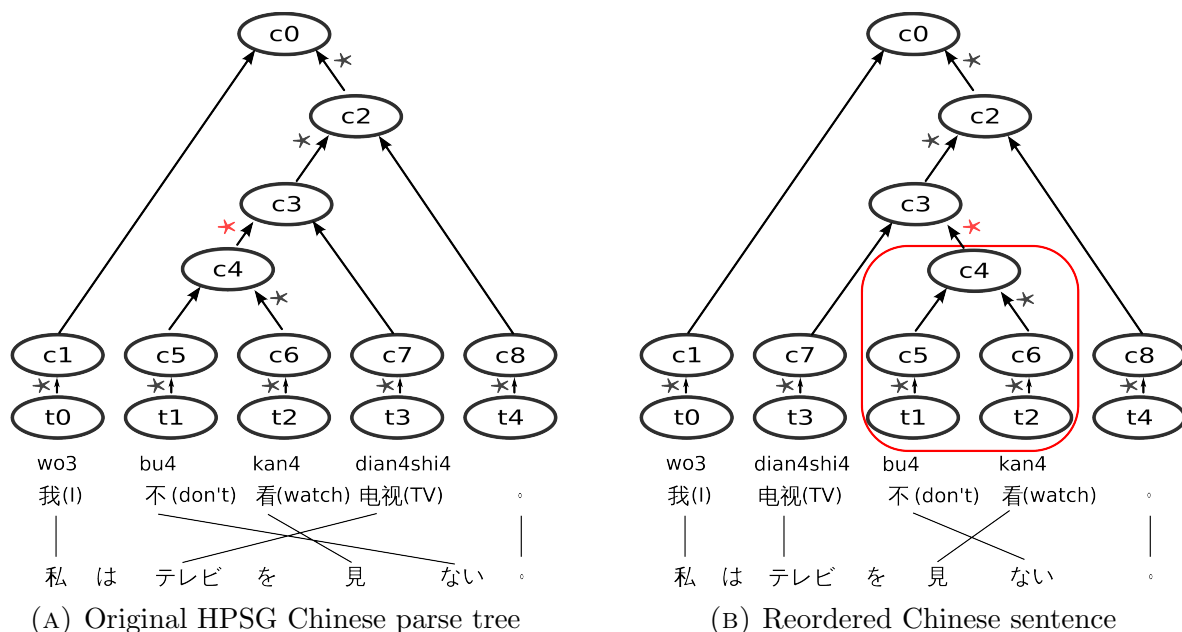 c0 c0
c2 c2
c3 c3
c4 c4
c1 c5 c6 c7 c8 c1 c7 c5 c6 c8
t0 t1 t2 t3 t4 t0 t3 t1 t2 t4
wo3 bu4 kan4 dian4shi4 wo3 dian4shi4 bu4 kan4
我(I) 不(don't) 看(watch) 电视(TV) 。 我(I) 电视(TV) 不(don't) 看(watch) 。
私 は テレビ を 見 ない 。 私 は テレビ を 見 ない 。
(A) Original HPSG Chinese parse tree (B) Reordered Chinese sentence